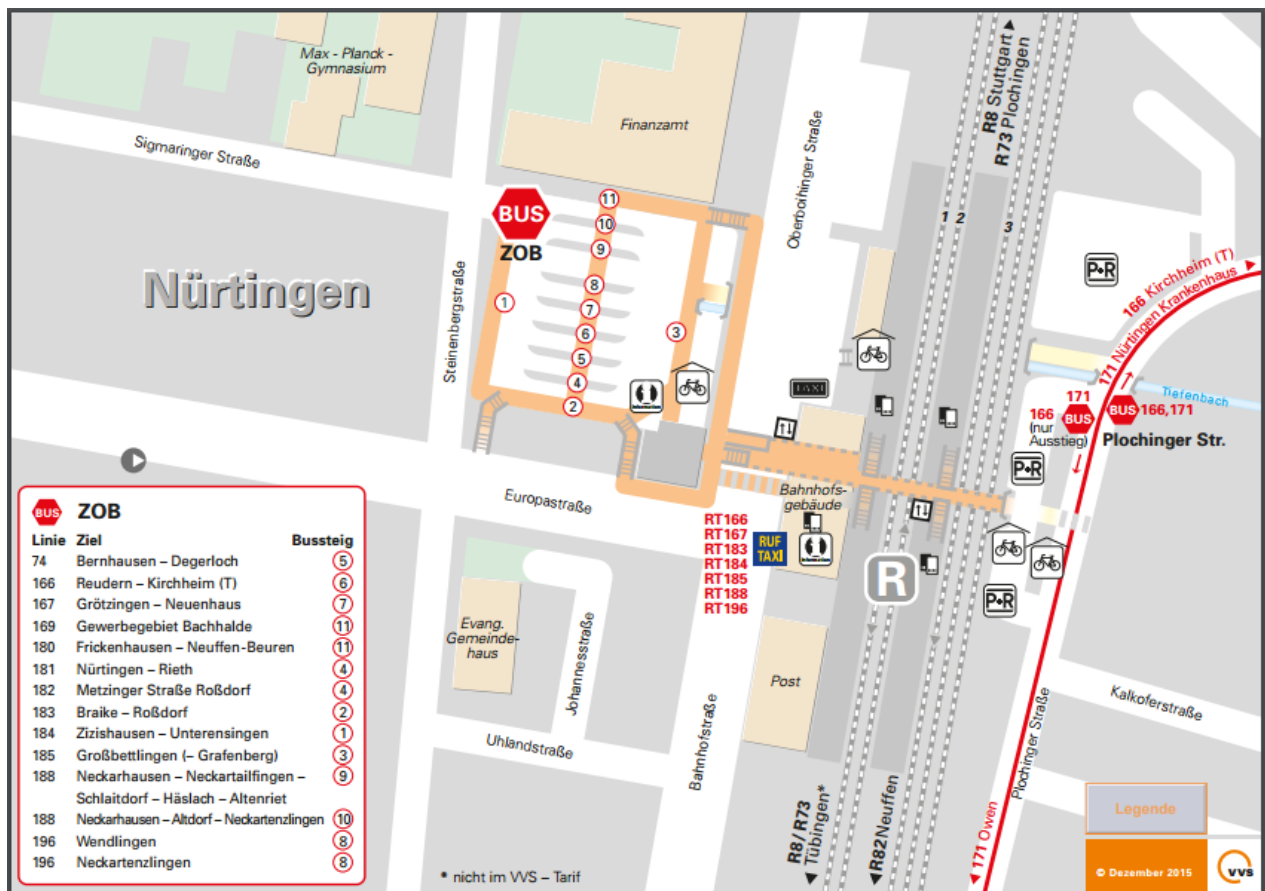 Max - Planck -
Gymnasium
Finanzamt
Sigmaringer Straße
Oberboihinger Straße
R8 Stuttgart
R73 Plochingen
BUS
ZOB
11
10
9
8
7
6
5
4
2
1
3
Steinenbergstraße
Nürtingen
1 2
3
P+R
166 Kirchheim (T)
171 Nürtingen Krankenhaus
Tiefenbach
TAXI
171
BUS
166
(nur
Ausstieg)
BUS
166,171
Plochinger Str.
P+R
Europastraße
Bahnhofs-
gebäude
RT166
RT167
RT183
RT184
RT185
RT188
RT196
RUF
TAXI
R
P+R
Evang.
Gemeinde-
haus
Johannesstraße
Post
Uhlandstraße
Bahnhofstraße
Kalkoferstraße
Plochinger Straße
R8 / R73
Tübingen*
R82 Neuffen
171 Owen
BUS ZOB
Linie Ziel Bussteig
74 Bernhausen – Degerloch 5
166 Reudern – Kirchheim (T) 6
167 Grötzingen – Neuenhaus 7
169 Gewerbegebiet Bachhalde 11
180 Frickenhausen – Neuffen-Beuren 11
181 Nürtingen – Rieth 4
182 Metzinger Straße Roßdorf 4
183 Braike – Roßdorf 2
184 Zizishausen – Unterensingen 1
185 Großbettlingen (– Grafenberg) 3
188 Neckarhausen – Neckartailfingen – 9
Schlaitdorf – Häslach – Altenriet
188 Neckarhausen – Altdorf – Neckartenzlingen 10
196 Wendlingen 8
196 Neckartenzlingen 8
* nicht im VVS – Tarif
Legende
© Dezember 2015
VVS